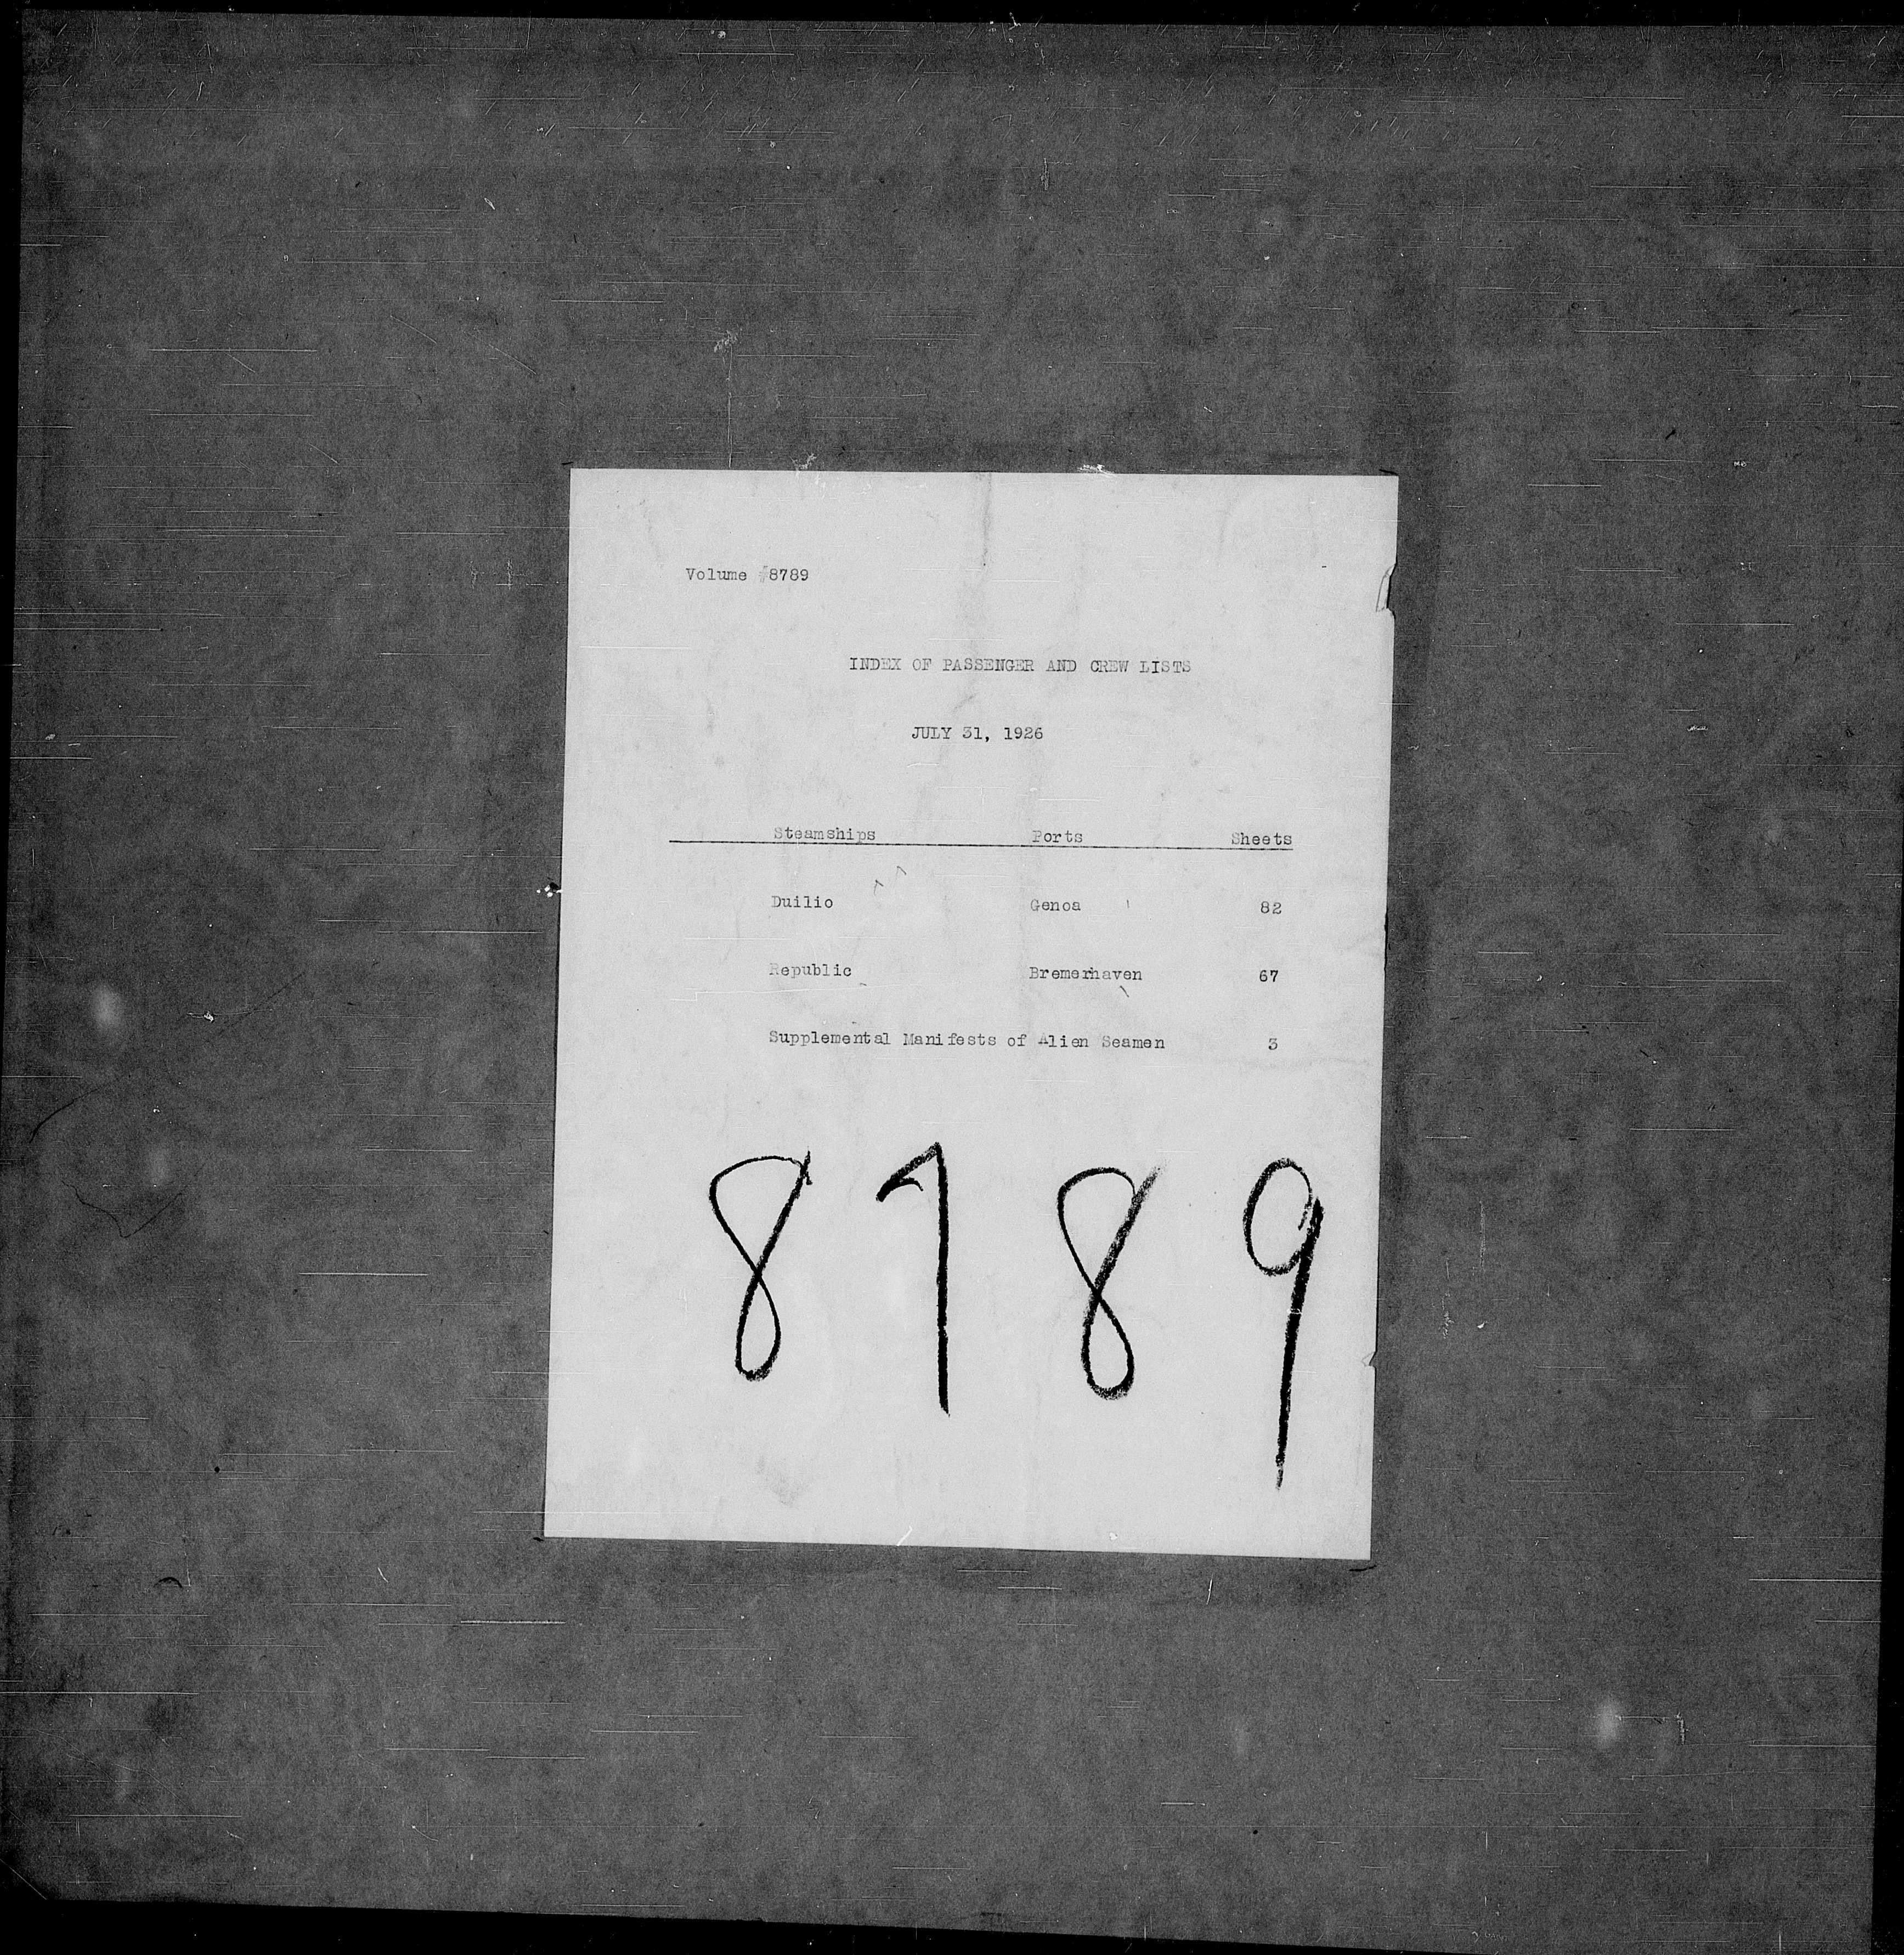 Volume #8789
INDEX OF PASSENGER AND CREW LISTS
JULY 31, 1926
Steamships Ports Sheets
Duilio Genoa 82
Republic Bremerhaven 67
Supplemental Manifests of Alien Seamen 3
8789